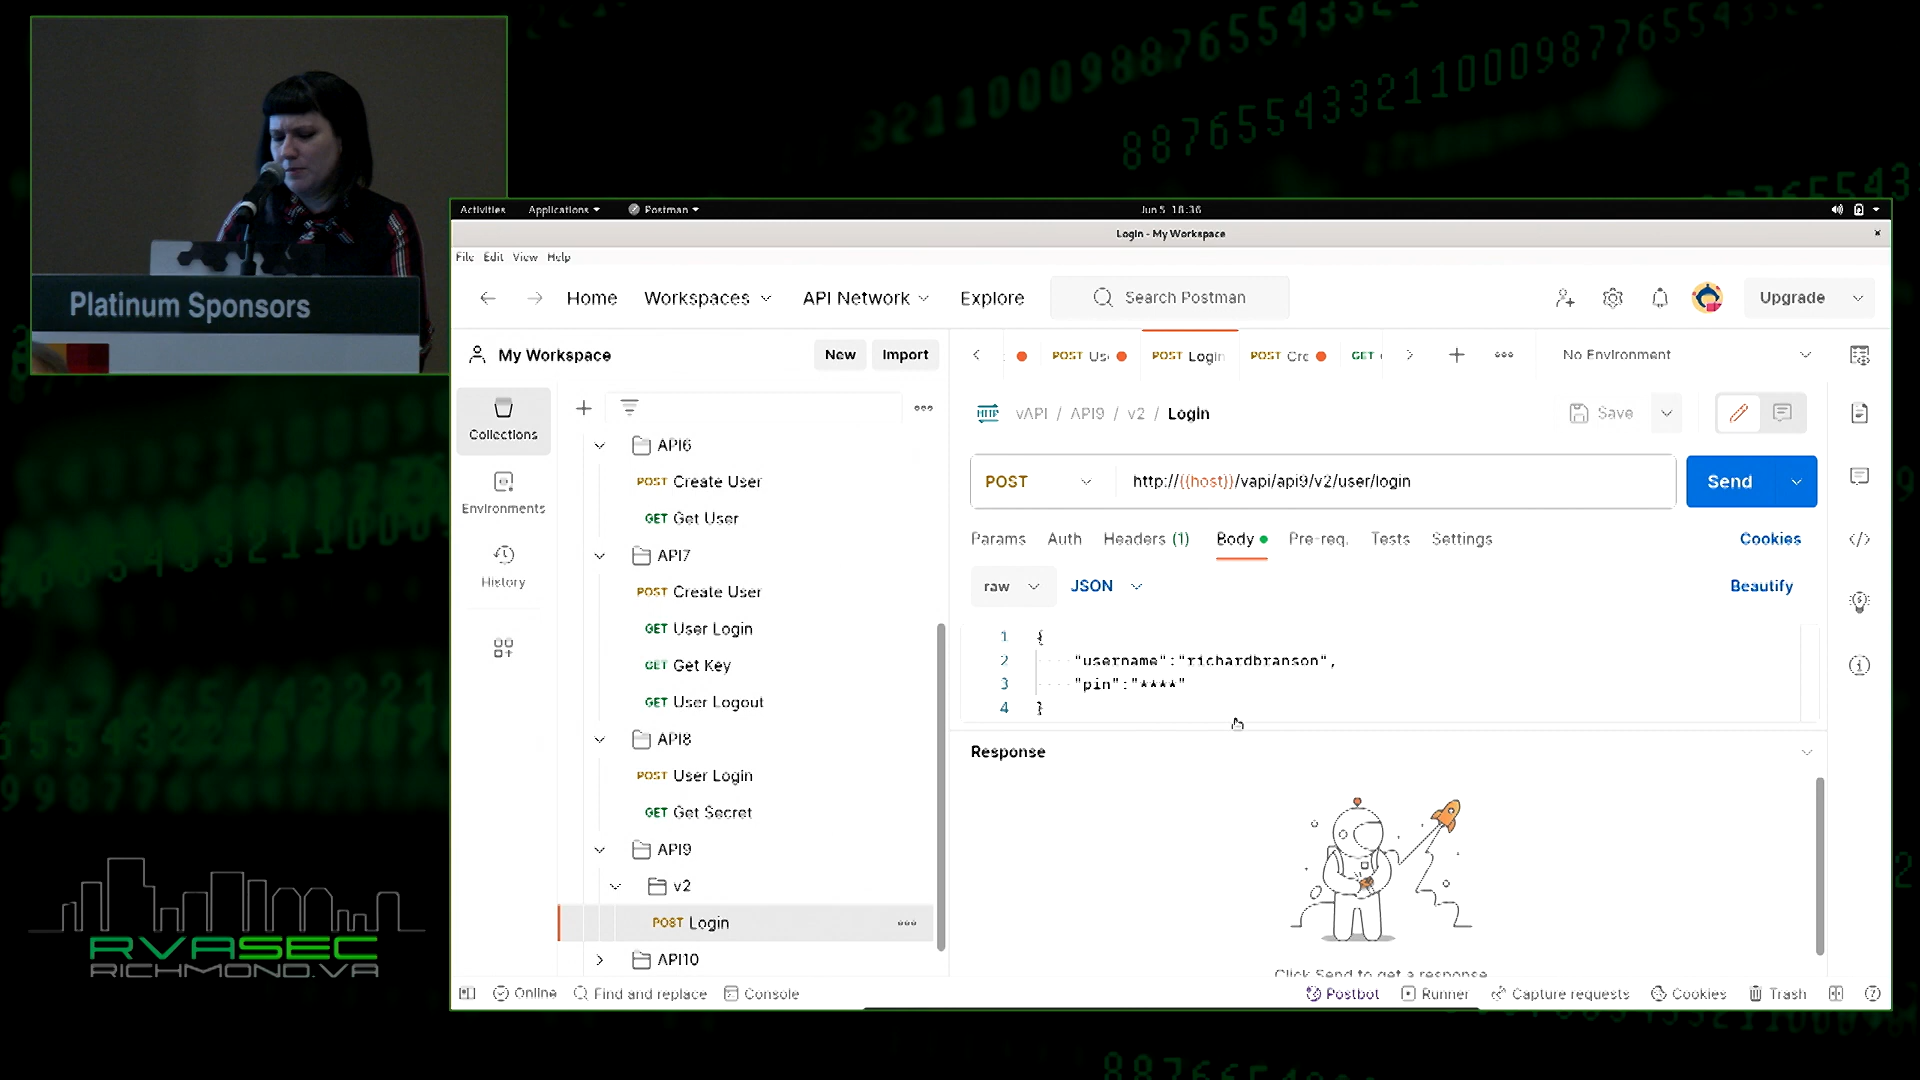 Platinum Sponsors
Activities Applications Postman Jun 5 18:36
Login - My Workspace
File Edit View Help
Home Workspaces API Network Explore Search Postman Upgrade
My Workspace New Import
POST Login POST GET No Environment
Collections
Environments
History
API6
POST Create User
GET Get User
API7
POST Create User
GET User Login
GET Get Key
GET User Logout
API8
POST User Login
GET Get Secret
API9
v2
POST Login
API10
HTTP vAPI / API9 / v2 / Login Save
POST http://{{host}}/vapi/api9/v2/user/login Send
Params Auth Headers (1) Body Pre-req. Tests Settings Cookies
raw JSON Beautify
1 {
2 "username":"richardbranson",
3 "pin":"****"
4 }
Response
Click Send to get a response
Online Find and replace Console Postbot Runner Capture requests Cookies Trash
RVASEC
RICHMOND.VA